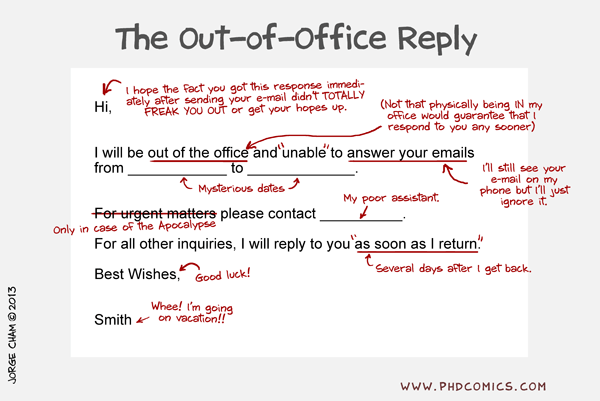 The Out-of-Office Reply
I hope the fact you got this response immedi-
ately after sending your e-mail didn't TOTALLY
FREAK YOU OUT or get your hopes up.
Hi,
(Not that physically being IN my
office would guarantee that I
respond to you any sooner)
I will be out of the office and "unable" to answer your emails
from ____________ to ____________.
Mysterious dates
I'll still see your
e-mail on my
phone but I'll just
ignore it.
My poor assistant.
For urgent matters please contact _________.
Only in case of the Apocalypse
For all other inquiries, I will reply to you "as soon as I return."
Several days after I get back.
Best Wishes,
Good luck!
Smith
Whee! I'm going
on vacation!!
JORGE CHAM © 2013
WWW.PHDCOMICS.COM